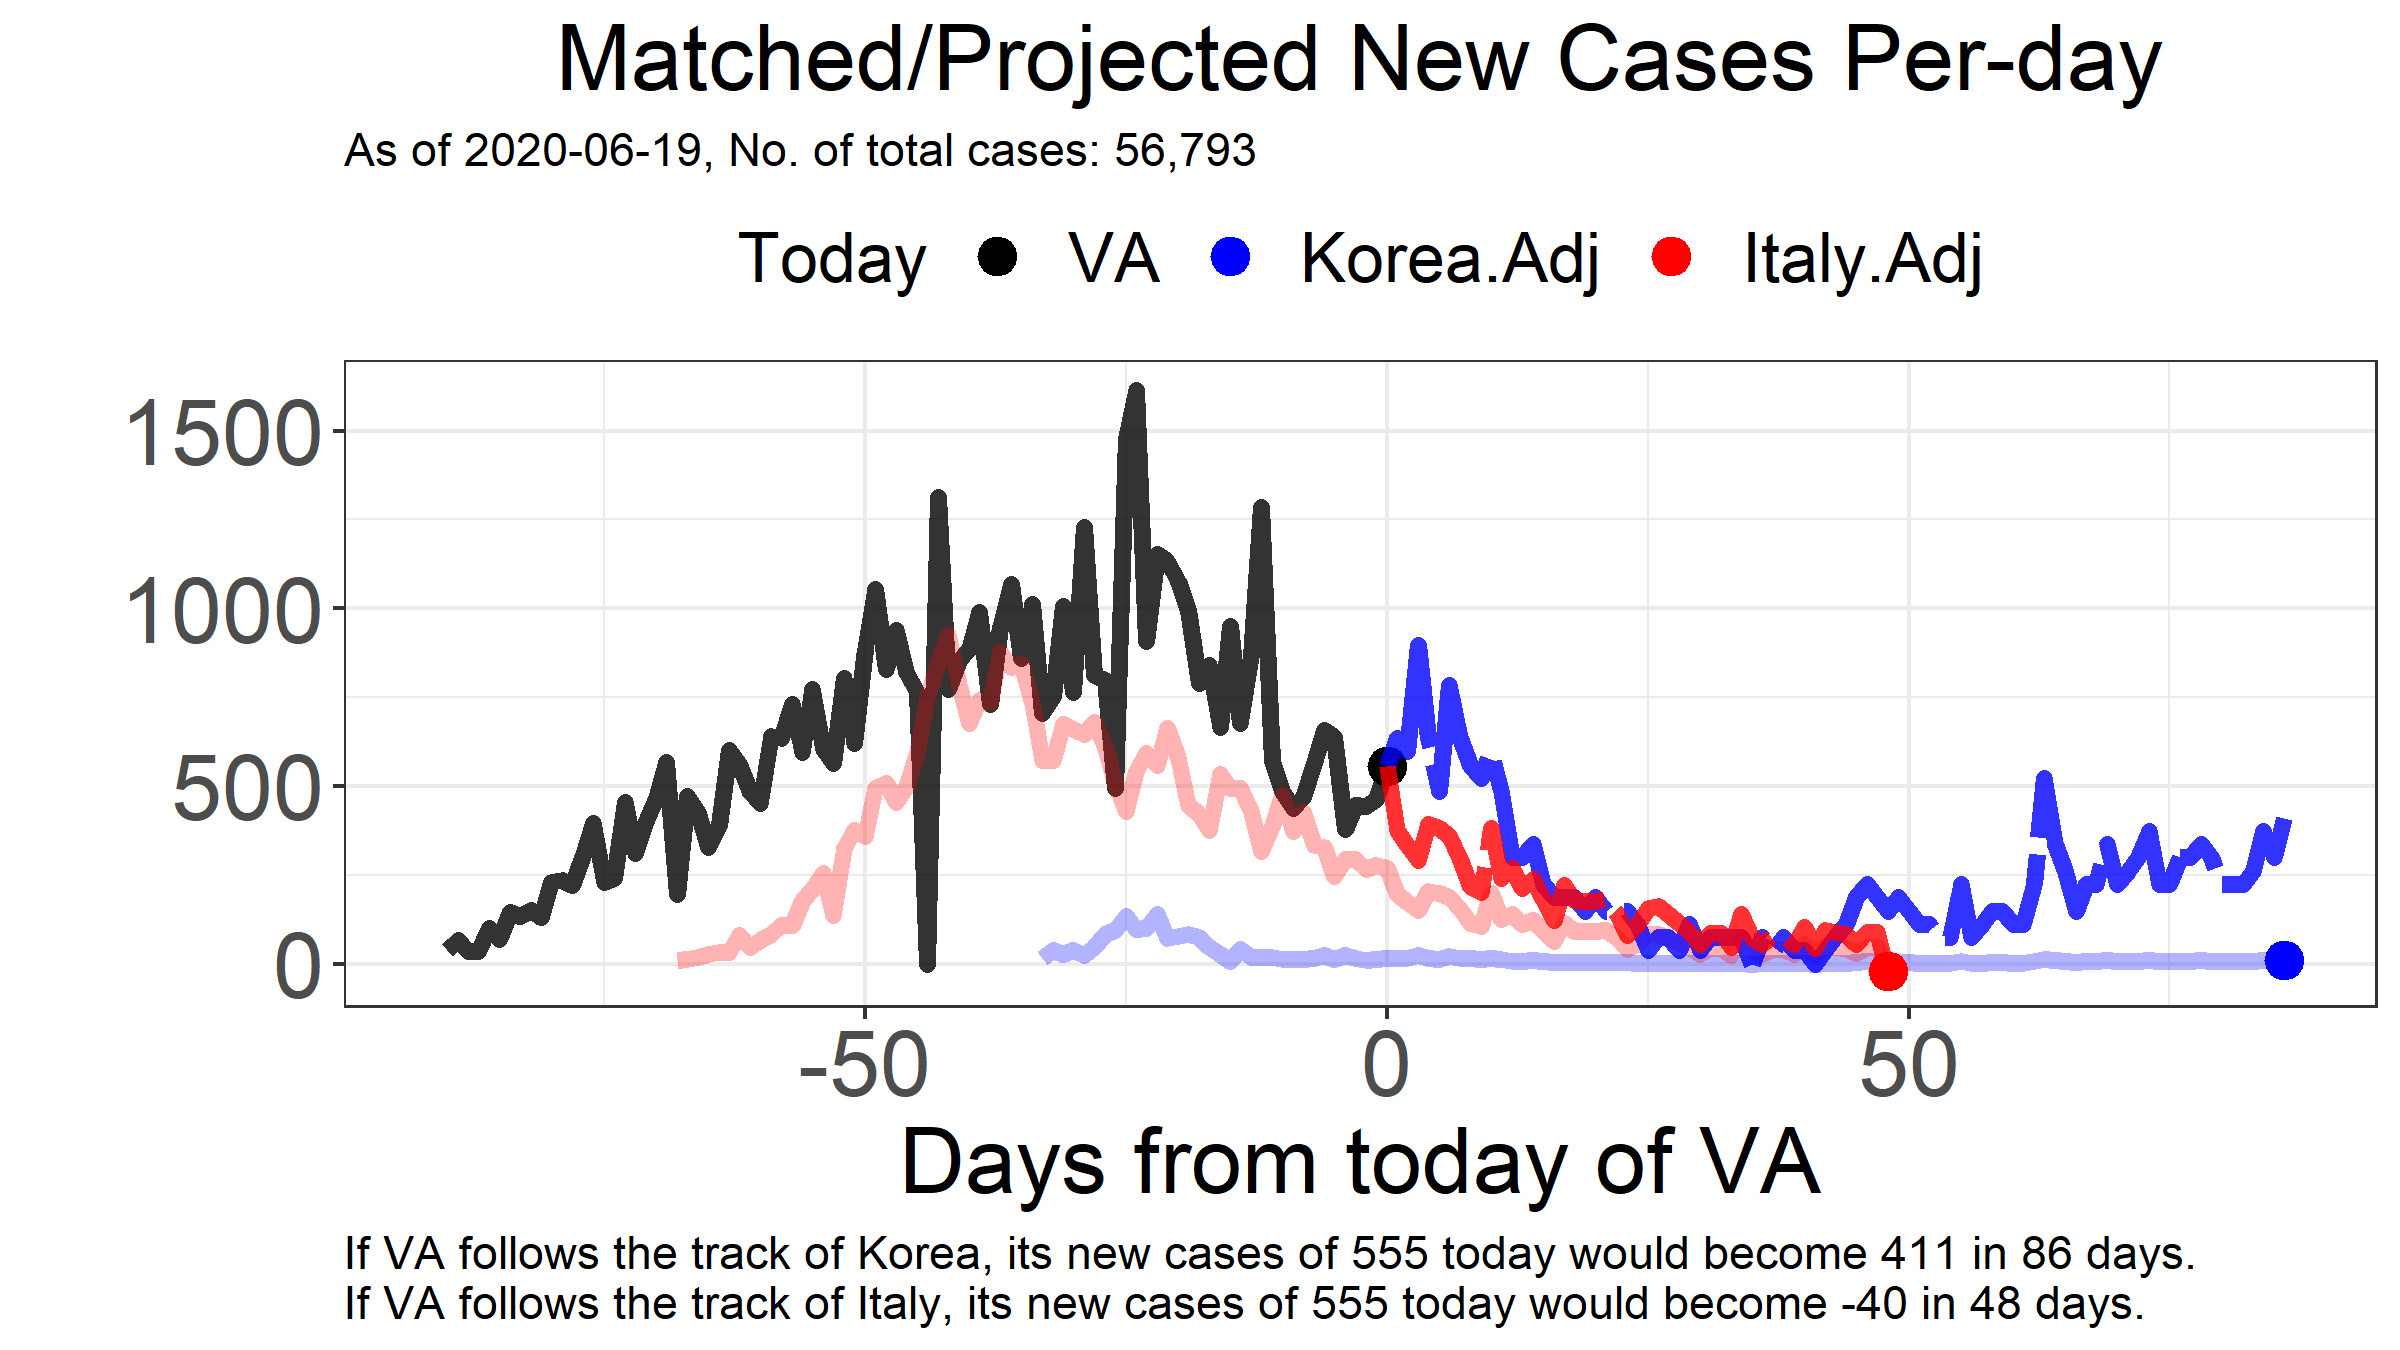 Matched/Projected New Cases Per-day
As of 2020-06-19, No. of total cases: 56,793
Today VA Korea.Adj Italy.Adj
1500
1000
500
0
-50 0 50
Days from today of VA
If VA follows the track of Korea, its new cases of 555 today would become 411 in 86 days.
If VA follows the track of Italy, its new cases of 555 today would become -40 in 48 days.